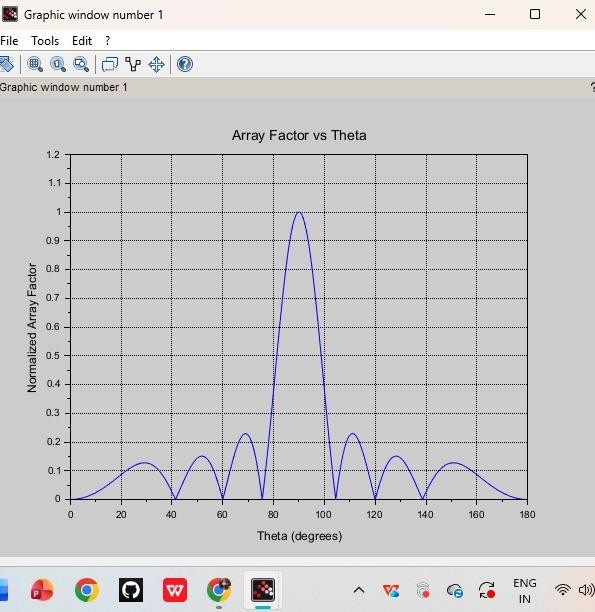 Graphic window number 1
File Tools Edit ?
Graphic window number 1 ?
Array Factor vs Theta
1.2
1.1
1
0.9
0.8
0.7
0.6
0.5
0.4
0.3
0.2
0.1
0
Normalized Array Factor
0 20 40 60 80 100 120 140 160 180
Theta (degrees)
P
W
ENG
IN